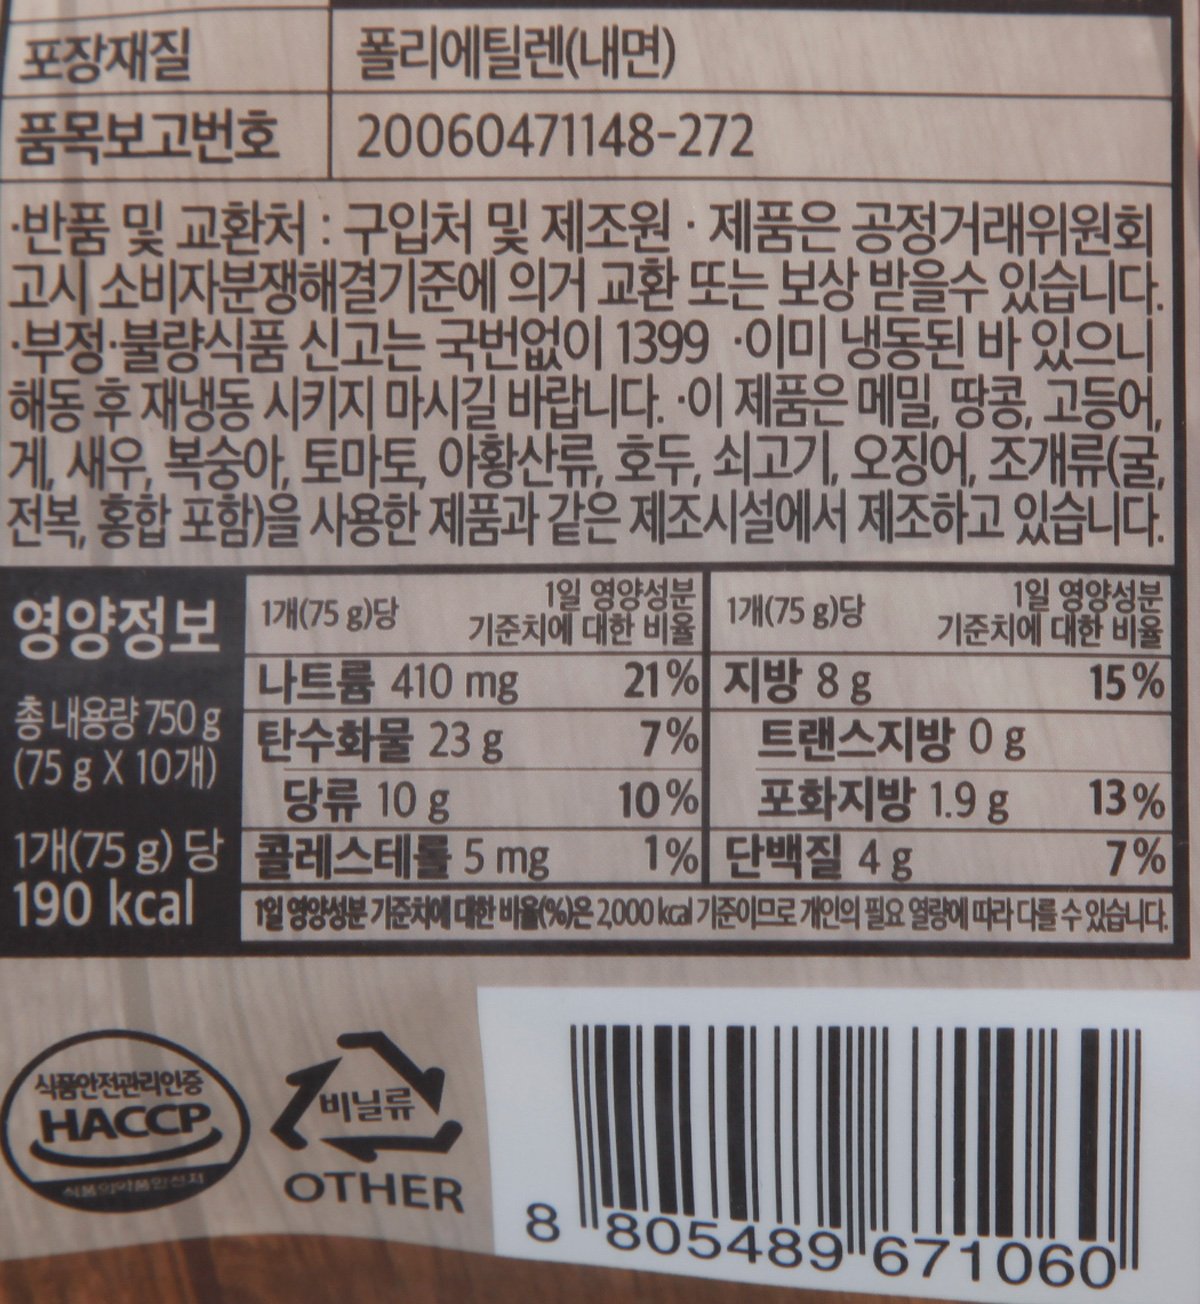 포장재질 폴리에틸렌(내면)
품목보고번호 20060471148-272
·반품 및 교환처 : 구입처 및 제조원 · 제품은 공정거래위원회
고시 소비자분쟁해결기준에 의거 교환 또는 보상 받을수 있습니다.
·부정·불량식품 신고는 국번없이 1399 ·이미 냉동된 바 있으니
해동 후 재냉동 시키지 마시길 바랍니다. ·이 제품은 메밀, 땅콩, 고등어,
게, 새우, 복숭아, 토마토, 아황산류, 호두, 쇠고기, 오징어, 조개류(굴,
전복, 홍합 포함)을 사용한 제품과 같은 제조시설에서 제조하고 있습니다.
영양정보
총 내용량 750 g
(75 g X 10개)
1개(75 g) 당
190 kcal
1개(75 g)당 1일 영양성분
기준치에 대한 비율
나트륨 410 mg 21%
탄수화물 23 g 7%
당류 10 g 10%
콜레스테롤 5 mg 1%
1개(75 g)당 1일 영양성분
기준치에 대한 비율
지방 8 g 15%
트랜스지방 0 g
포화지방 1.9 g 13%
단백질 4 g 7%
1일 영양성분 기준치에 대한 비율(%)은 2,000 kcal 기준이므로 개인의 필요 열량에 따라 다를 수 있습니다.
식품안전관리인증
HACCP
식품의약품안전처
비닐류
OTHER
8 805489 671060